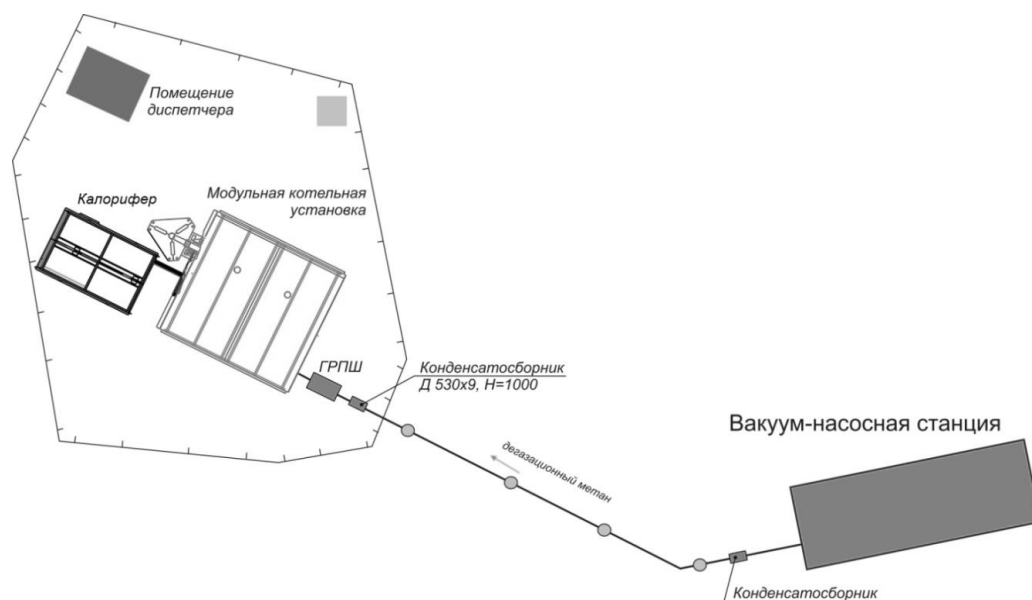 Помещение
диспетчера
Калорифер
Модульная котельная
установка
ГРПШ
Конденсатосборник
Д 530х9, Н=1000
Вакуум-насосная станция
дегазационный метан
Конденсатосборник